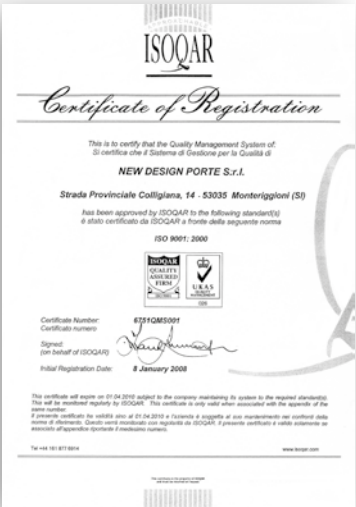 ISOQAR
Certificate of Registration
This is to certify that the Quality Management System of:
Si certifica che il Sistema di Gestione per la Qualità di
NEW DESIGN PORTE S.r.l.
Strada Provinciale Colligiana, 14 - 53035 Monteriggioni (SI)
has been approved by ISOQAR to the following standard(s)
è stato certificato da ISOQAR a fronte della seguente norma
ISO 9001: 2000
ISOQAR
QUALITY
ASSURED
FIRM
UKAS
QUALITY
MANAGEMENT
Certificate Number: 6751QMS001
Certificato numero
Signed:
(on behalf of ISOQAR)
Initial Registration Date: 8 January 2008
This certificate will expire on 01.04.2010 subject to the company maintaining its system to the required standard(s).
This will be monitored regularly by ISOQAR. This certificate is only valid when associated with the appendix of the
same number.
Il presente certificato ha validità sino al 01.04.2010 e l'azienda è soggetta al suo mantenimento nei confronti della
norma di riferimento. Questo verrà monitorato con regolarità da ISOQAR. Il presente certificato è valido solamente se
associato all'appendice riportante il medesimo numero.
Tel +44 161 877 6914 www.isoqar.com